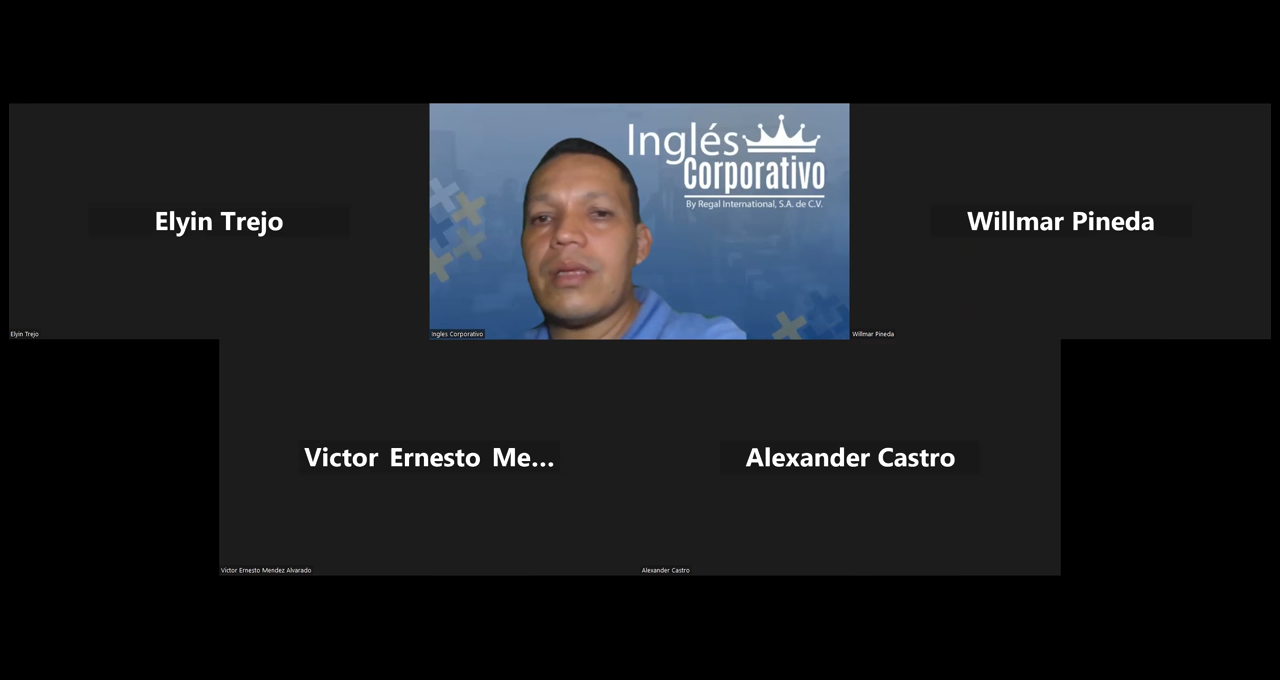 Elyin Trejo
Elyin Trejo
Inglés
Corporativo
By Regal International, S.A. de C.V.
Ingles Corporativo
Willmar Pineda
Willmar Pineda
Victor Ernesto Me...
Victor Ernesto Mendez Alvarado
Alexander Castro
Alexander Castro